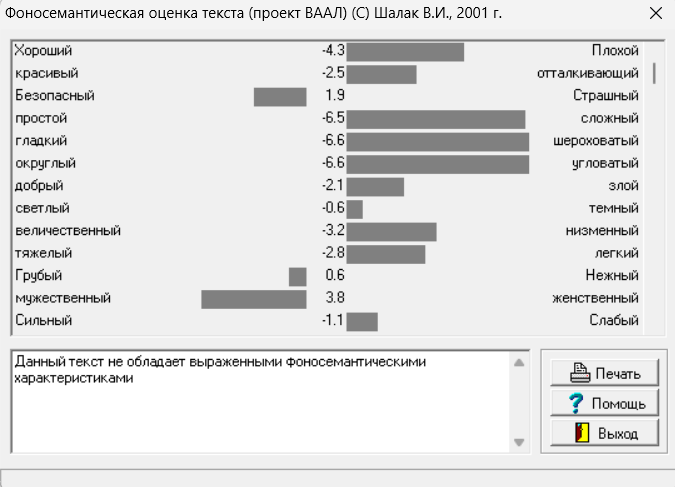 Фоносемантическая оценка текста (проект ВААЛ) (C) Шалак В.И., 2001 г.
Хороший -4.3 Плохой
красивый -2.5 отталкивающий
Безопасный 1.9 Страшный
простой -6.5 сложный
гладкий -6.6 шероховатый
округлый -6.6 угловатый
добрый -2.1 злой
светлый -0.6 темный
величественный -3.2 низменный
тяжелый -2.8 легкий
Грубый 0.6 Нежный
мужественный 3.8 женственный
Сильный -1.1 Слабый
Данный текст не обладает выраженными фоносемантическими
характеристиками
Печать
Помощь
Выход